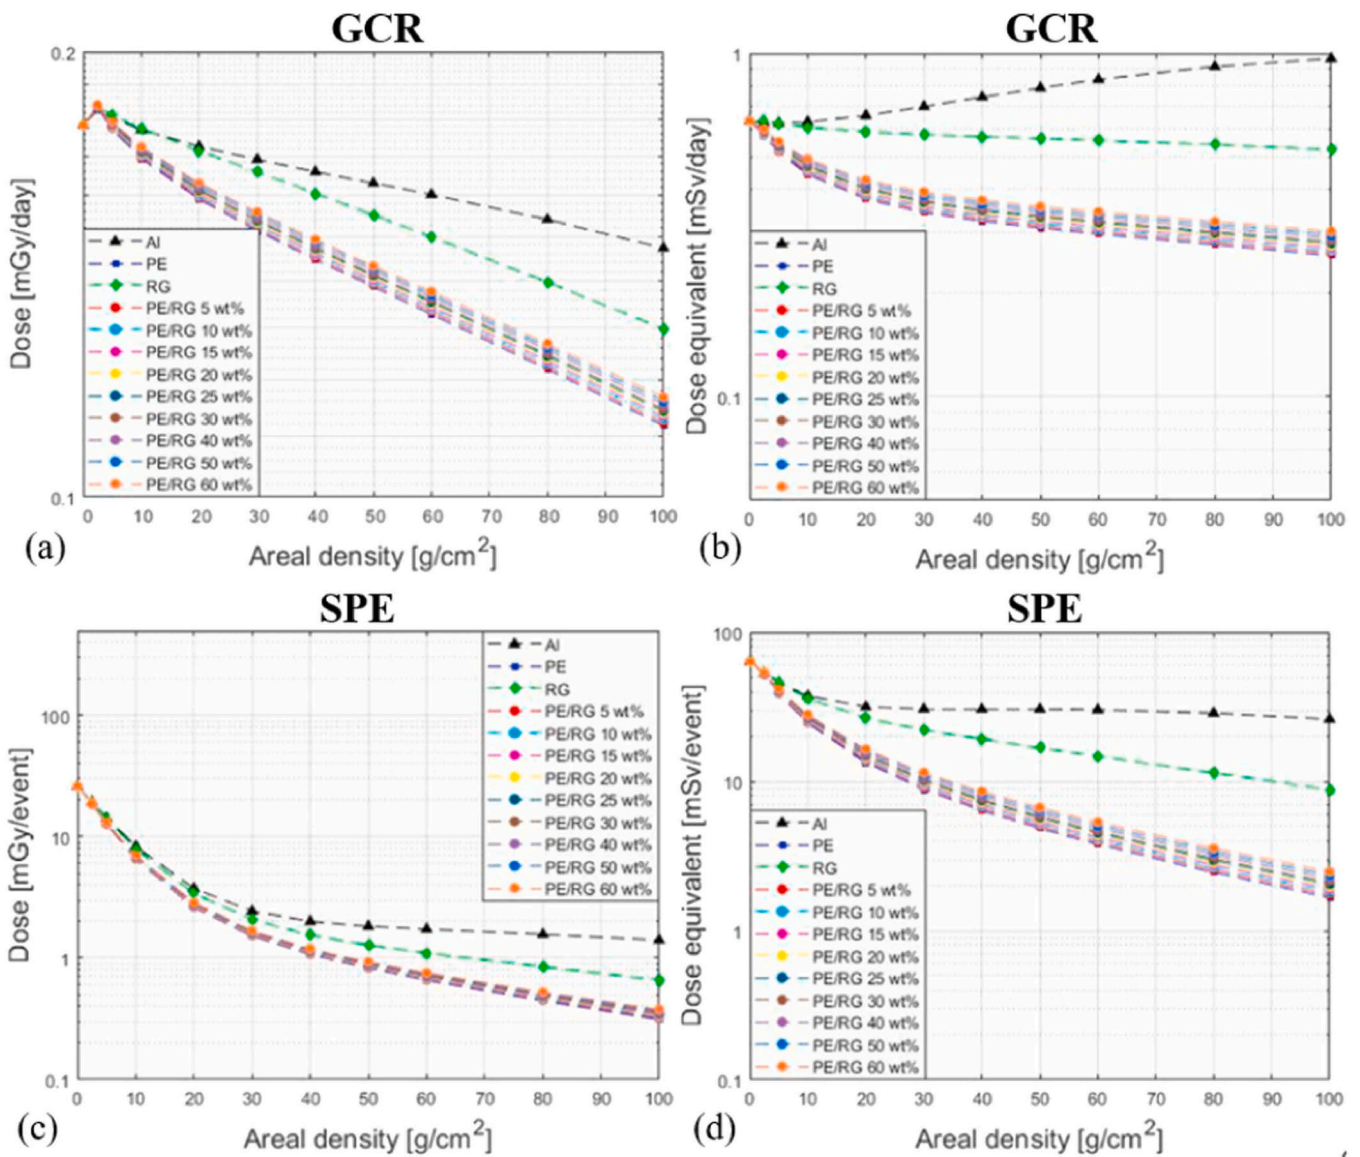 GCR
0.2
Dose [mGy/day]
Al
PE
RG
PE/RG 5 wt%
PE/RG 10 wt%
PE/RG 15 wt%
PE/RG 20 wt%
PE/RG 25 wt%
PE/RG 30 wt%
PE/RG 40 wt%
PE/RG 50 wt%
PE/RG 60 wt%
0.1
0 10 20 30 40 50 60 70 80 90 100
(a)
Areal density [g/cm2]
GCR
1
Dose equivalent [mSv/day]
0.1
Al
PE
RG
PE/RG 5 wt%
PE/RG 10 wt%
PE/RG 15 wt%
PE/RG 20 wt%
PE/RG 25 wt%
PE/RG 30 wt%
PE/RG 40 wt%
PE/RG 50 wt%
PE/RG 60 wt%
0 10 20 30 40 50 60 70 80 90 100
(b)
Areal density [g/cm2]
SPE
Dose [mGy/event]
100
10
1
0.1
Al
PE
RG
PE/RG 5 wt%
PE/RG 10 wt%
PE/RG 15 wt%
PE/RG 20 wt%
PE/RG 25 wt%
PE/RG 30 wt%
PE/RG 40 wt%
PE/RG 50 wt%
PE/RG 60 wt%
0 10 20 30 40 50 60 70 80 90 100
(c)
Areal density [g/cm2]
SPE
Dose equivalent [mSv/event]
100
10
1
0.1
Al
PE
RG
PE/RG 5 wt%
PE/RG 10 wt%
PE/RG 15 wt%
PE/RG 20 wt%
PE/RG 25 wt%
PE/RG 30 wt%
PE/RG 40 wt%
PE/RG 50 wt%
PE/RG 60 wt%
0 10 20 30 40 50 60 70 80 90 100
(d)
Areal density [g/cm2]